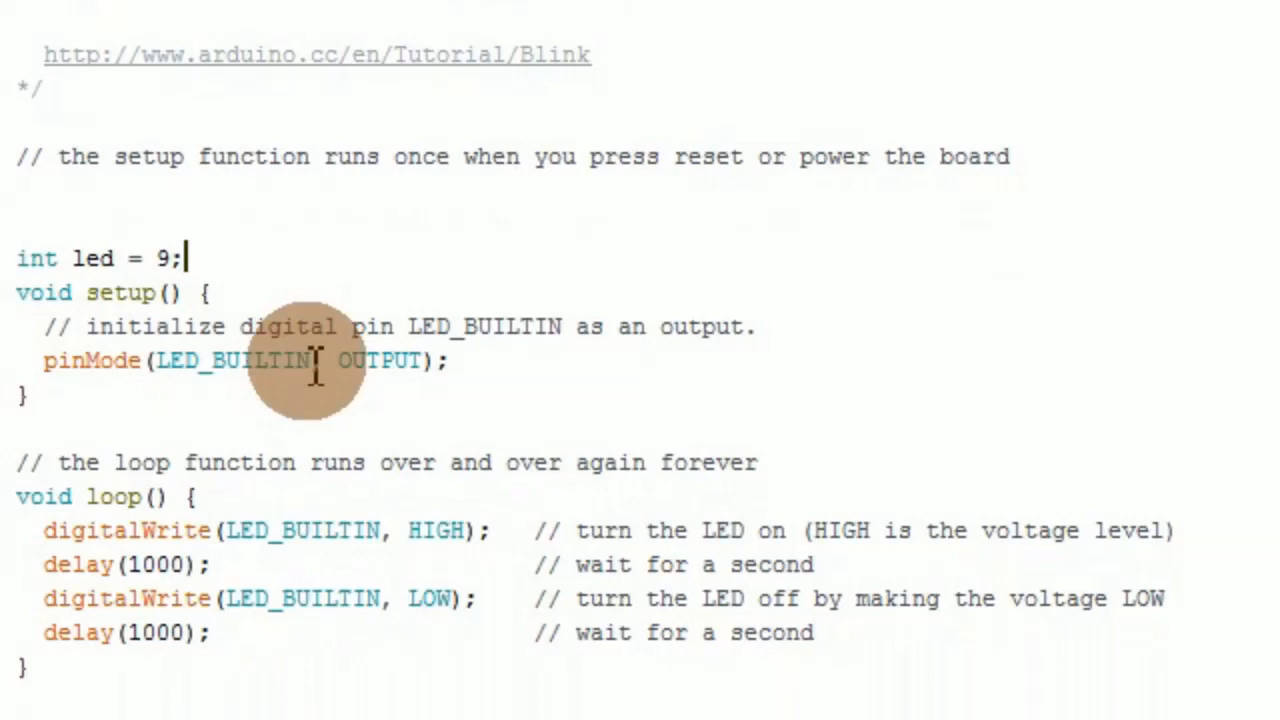 http://www.arduino.cc/en/Tutorial/Blink
*/
// the setup function runs once when you press reset or power the board
int led = 9;
void setup() {
// initialize digital pin LED_BUILTIN as an output.
pinMode(LED_BUILTIN, OUTPUT);
}
// the loop function runs over and over again forever
void loop() {
digitalWrite(LED_BUILTIN, HIGH); // turn the LED on (HIGH is the voltage level)
delay(1000); // wait for a second
digitalWrite(LED_BUILTIN, LOW); // turn the LED off by making the voltage LOW
delay(1000); // wait for a second
}